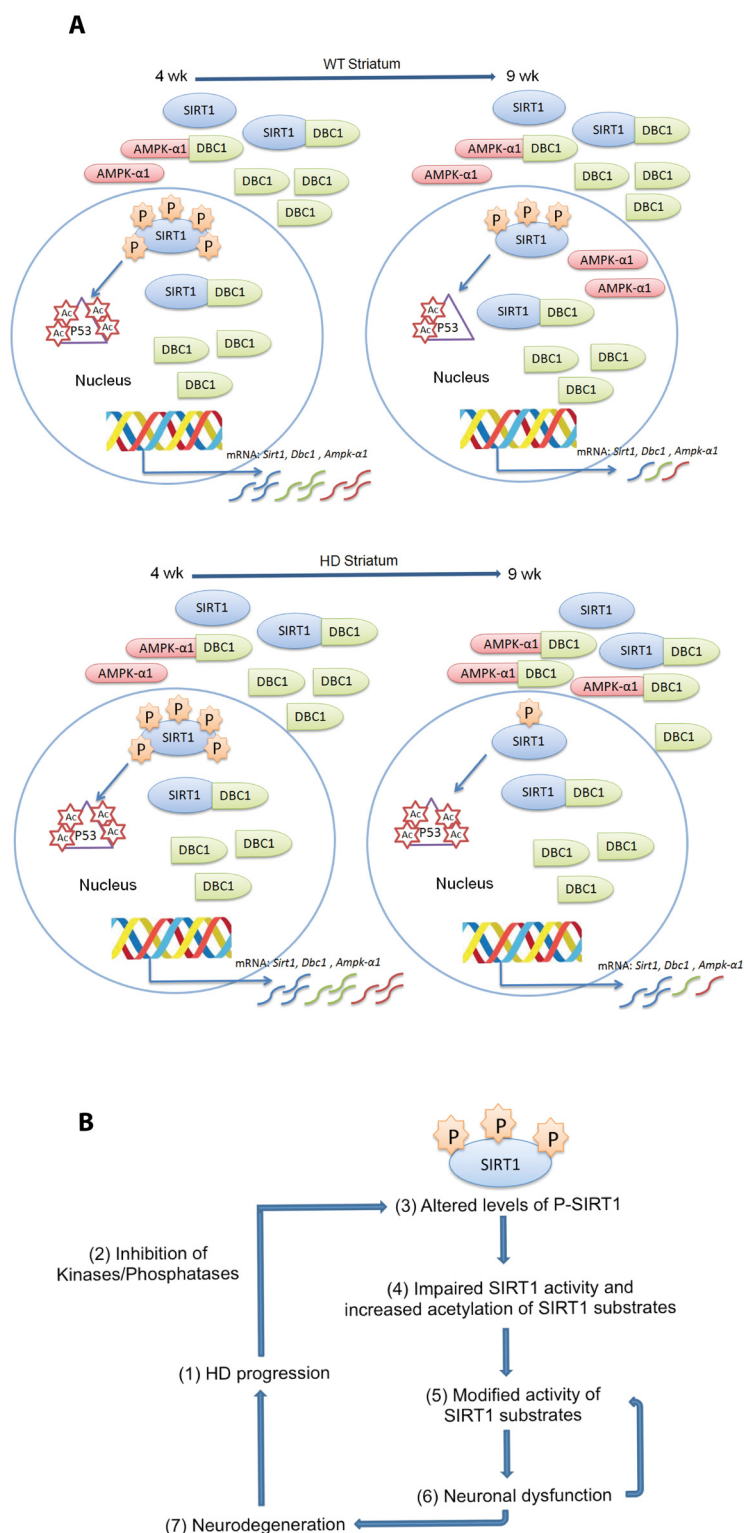 A
WT Striatum
4 wk
9 wk
SIRT1
SIRT1 DBC1
AMPK-α1 DBC1
AMPK-α1
DBC1 DBC1
DBC1
P P P P P
SIRT1
Ac Ac Ac Ac
P53
SIRT1 DBC1
DBC1 DBC1
DBC1
Nucleus
mRNA: Sirt1, Dbc1 , Ampk-α1
SIRT1
SIRT1 DBC1
AMPK-α1 DBC1
AMPK-α1
DBC1 DBC1
DBC1
P P P
SIRT1
AMPK-α1
AMPK-α1
Ac Ac
P53
SIRT1 DBC1
DBC1 DBC1
DBC1
Nucleus
mRNA: Sirt1, Dbc1 , Ampk-α1
HD Striatum
4 wk
9 wk
SIRT1
SIRT1 DBC1
AMPK-α1 DBC1
AMPK-α1
DBC1 DBC1
DBC1
P P P P P
SIRT1
Ac Ac Ac Ac
P53
SIRT1 DBC1
DBC1 DBC1
DBC1
Nucleus
mRNA: Sirt1, Dbc1 , Ampk-α1
SIRT1
AMPK-α1 DBC1
SIRT1 DBC1
AMPK-α1 DBC1
AMPK-α1 DBC1
DBC1
P
SIRT1
Ac Ac Ac Ac
P53
SIRT1 DBC1
DBC1 DBC1
DBC1
Nucleus
mRNA: Sirt1, Dbc1 , Ampk-α1
B
P P P
SIRT1
(3) Altered levels of P-SIRT1
(2) Inhibition of
Kinases/Phosphatases
(4) Impaired SIRT1 activity and
increased acetylation of SIRT1 substrates
(1) HD progression
(5) Modified activity of
SIRT1 substrates
(6) Neuronal dysfunction
(7) Neurodegeneration